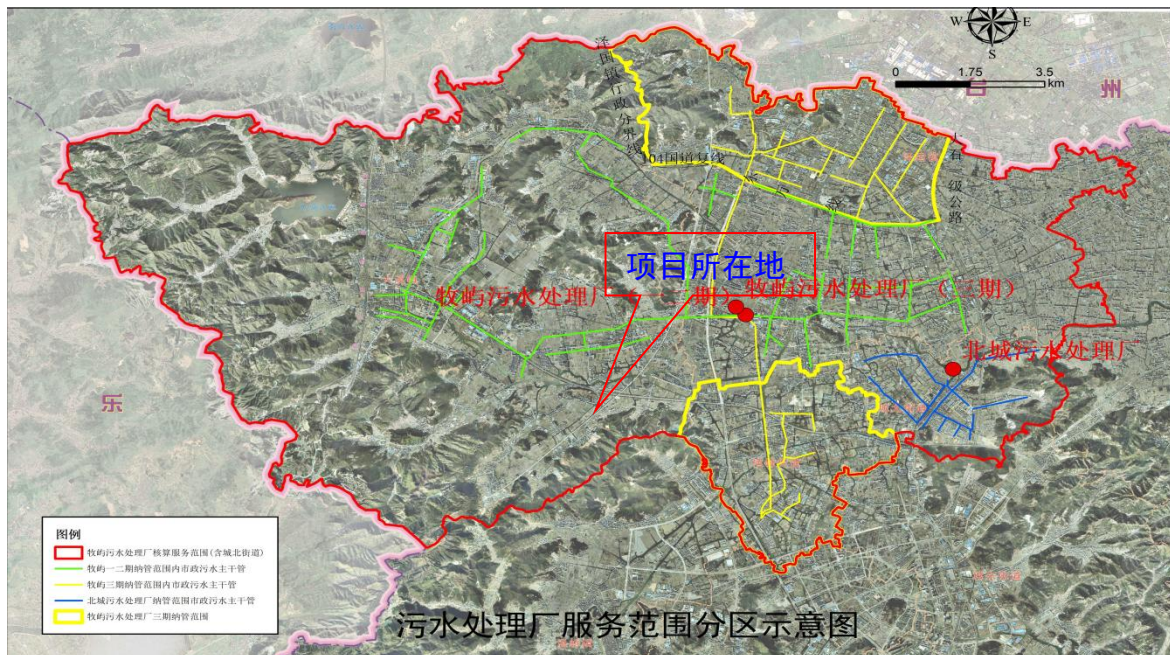 W
E
S
0
1.75
3.5
km
台
州
泽国镇行政分界线
104国道复线
级公路
项目所在地
牧屿污水处理厂
期）
牧屿污水处理厂（三期）
北城污水处理厂
乐
图例
牧屿污水处理厂核算服务范围(含城北街道)
牧屿一二期纳管范围内市政污水主干管
牧屿三期纳管范围内市政污水主干管
北城污水处理厂纳管范围市政污水主干管
牧屿污水处理厂三期纳管范围
污水处理厂服务范围分区示意图